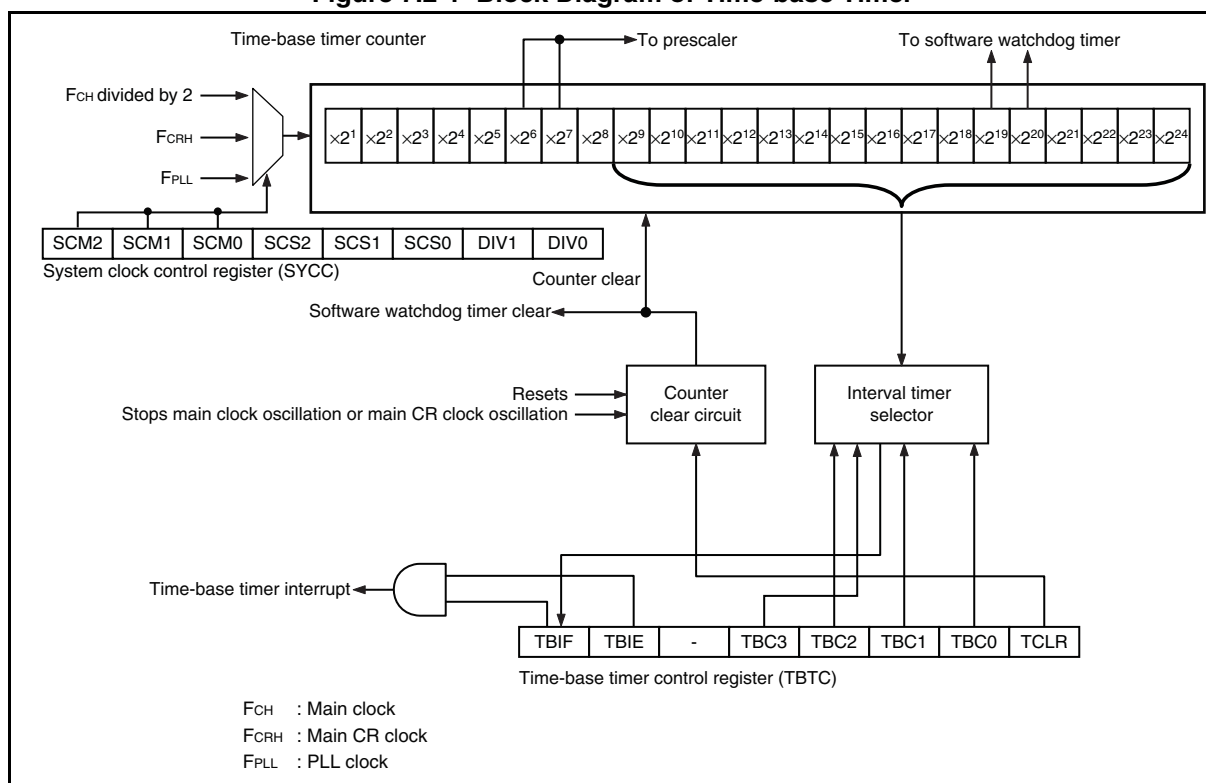 Figure 7.2-1 Block Diagram of Time-base Timer
Time-base timer counter
To prescaler
To software watchdog timer
FCH divided by 2
FCRH
FPLL
×2¹ ×2² ×2³ ×2⁴ ×2⁵ ×2⁶ ×2⁷ ×2⁸ ×2⁹ ×2¹⁰ ×2¹¹ ×2¹² ×2¹³ ×2¹⁴ ×2¹⁵ ×2¹⁶ ×2¹⁷ ×2¹⁸ ×2¹⁹ ×2²⁰ ×2²¹ ×2²² ×2²³ ×2²⁴
SCM2 SCM1 SCM0 SCS2 SCS1 SCS0 DIV1 DIV0
System clock control register (SYCC)
Counter clear
Software watchdog timer clear
Resets
Stops main clock oscillation or main CR clock oscillation
Counter
clear circuit
Interval timer
selector
Time-base timer interrupt
TBIF TBIE - TBC3 TBC2 TBC1 TBC0 TCLR
Time-base timer control register (TBTC)
FCH : Main clock
FCRH : Main CR clock
FPLL : PLL clock